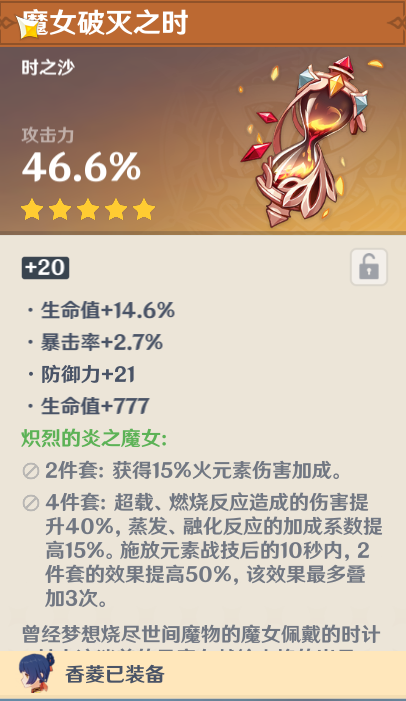 魔女破灭之时
时之沙
攻击力
46.6%
+20
·生命值+14.6%
·暴击率+2.7%
·防御力+21
·生命值+777
炽烈的炎之魔女:
2件套: 获得15%火元素伤害加成。
4件套: 超载、燃烧反应造成的伤害提
升40%, 蒸发、融化反应的加成系数提
高15%。施放元素战技后的10秒内, 2
件套的效果提高50%, 该效果最多叠
加3次。
曾经梦想烧尽世间魔物的魔女佩戴的时计
香菱已装备